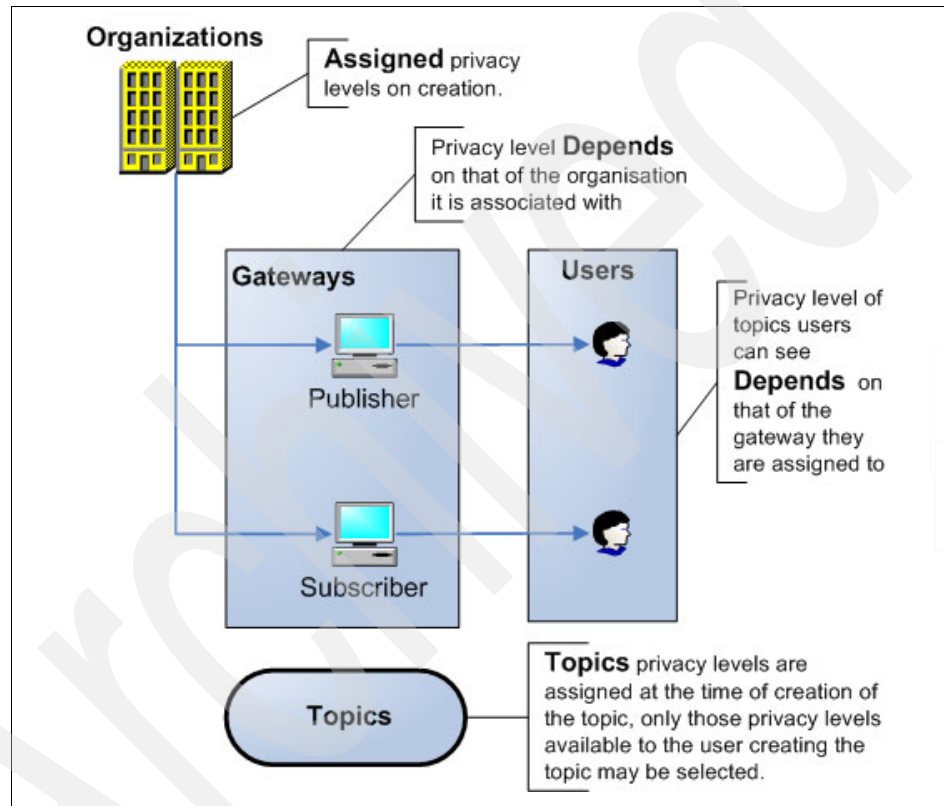 Organizations
Assigned privacy
levels on creation.
Privacy level Depends
on that of the organisation
it is associated with
Gateways
Users
Publisher
Privacy level of
topics users
can see
Depends on
that of the
gateway they
are assigned to
Subscriber
Topics
Topics privacy levels are
assigned at the time of creation of
the topic, only those privacy levels
available to the user creating the
topic may be selected.
Archived